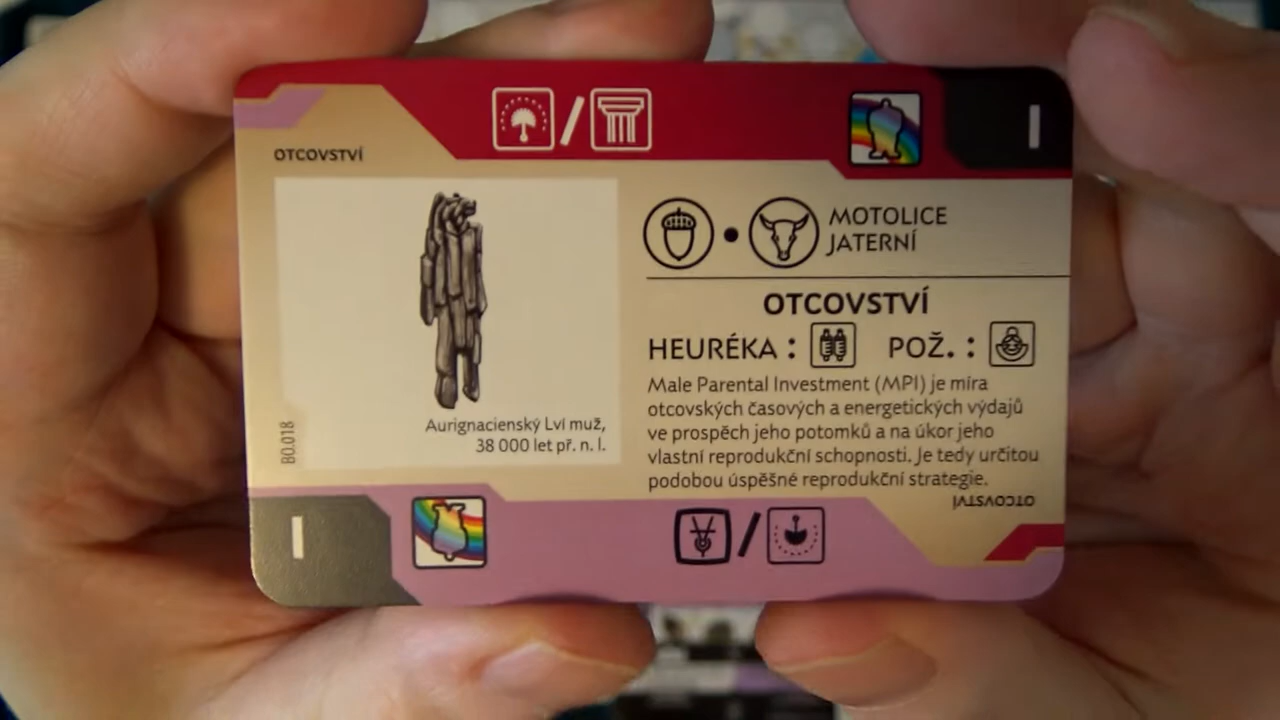 I
OTCOVSTVÍ
MOTOLICE
JATERNÍ
OTCOVSTVÍ
HEURÉKA : POŽ. :
Male Parental Investment (MPI) je míra
otcovských časových a energetických výdajů
ve prospěch jeho potomků a na úkor jeho
vlastní reprodukční schopnosti. Je tedy určitou
podobou úspěšné reprodukční strategie.
Aurignacienský Lví muž,
38 000 let př. n. l.
80.018
OTCOVSTVÍ
I